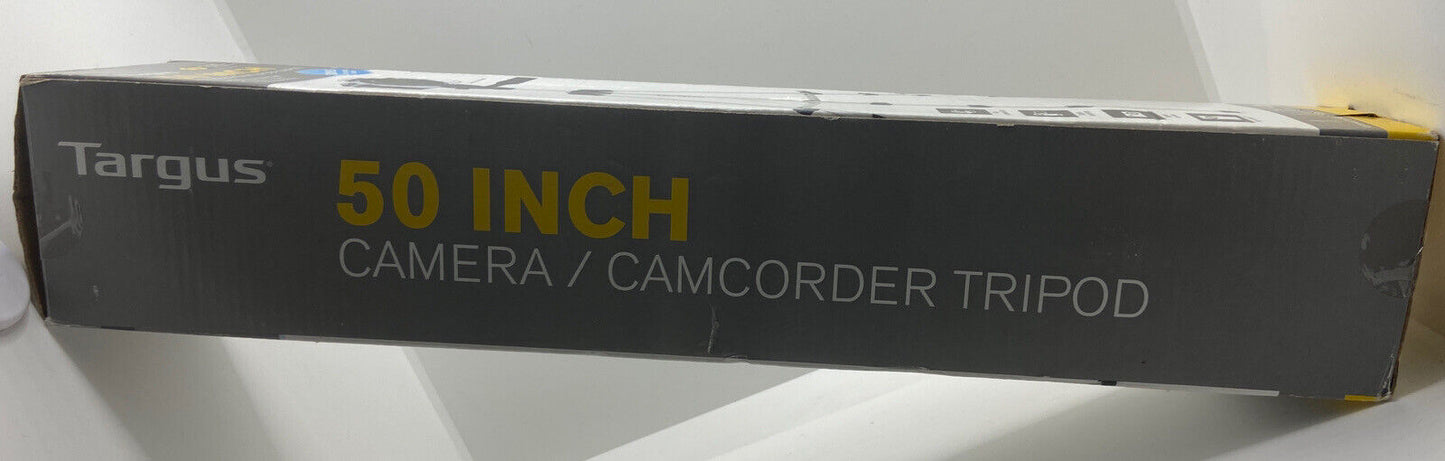 Targus
50 INCH
CAMERA / CAMCORDER TRIPOD